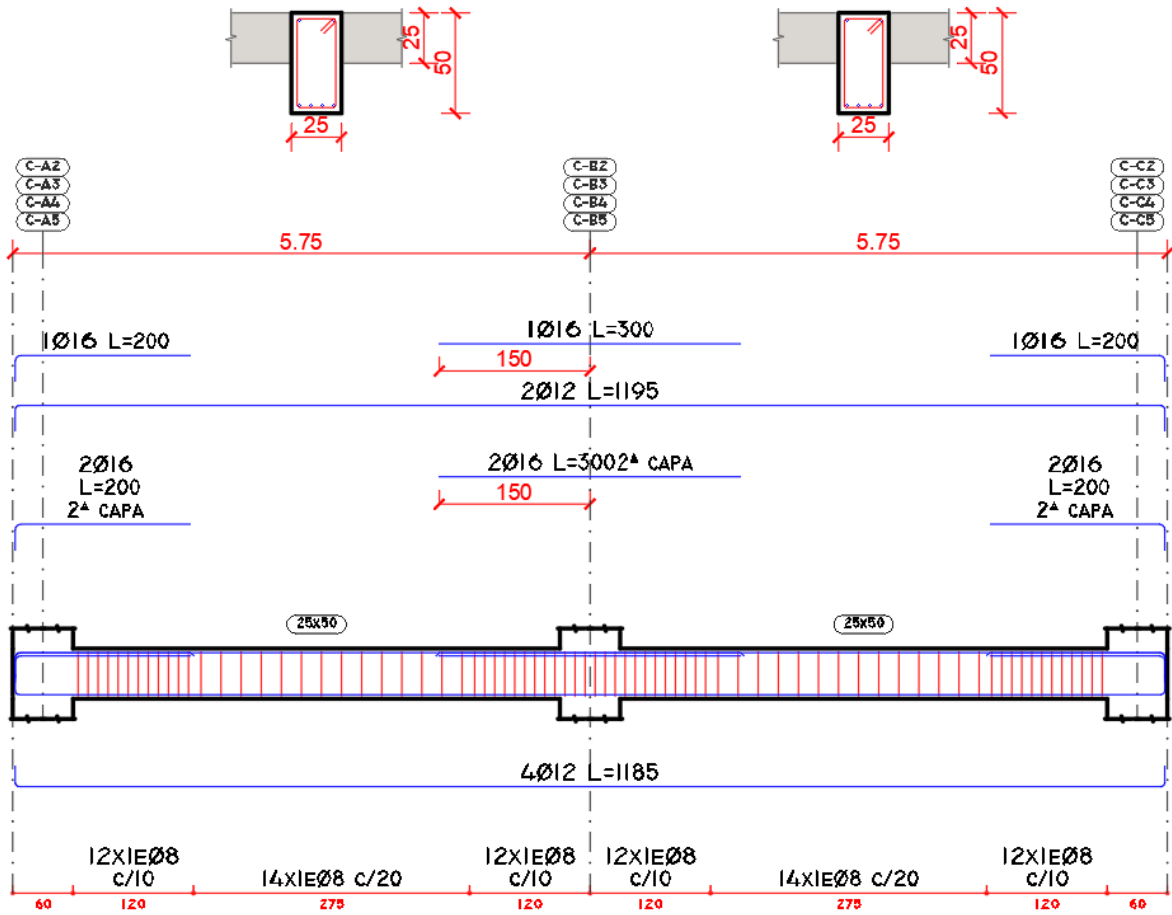 25
50
25
25
50
25
C-A2
C-A3
C-A4
C-A5
C-B2
C-B3
C-B4
C-B5
C-C2
C-C3
C-C4
C-C5
5.75
5.75
1Ø16 L=200
1Ø16 L=300
1Ø16 L=200
150
2Ø12 L=1195
2Ø16
L=200
2ª CAPA
2Ø16 L=3002ª CAPA
150
2Ø16
L=200
2ª CAPA
25x50
25x50
4Ø12 L=1185
12X1EØ8
C/10
14X1EØ8 C/20
12X1EØ8
C/10
12X1EØ8
C/10
14X1EØ8 C/20
12X1EØ8
C/10
60
120
275
120
120
275
120
60